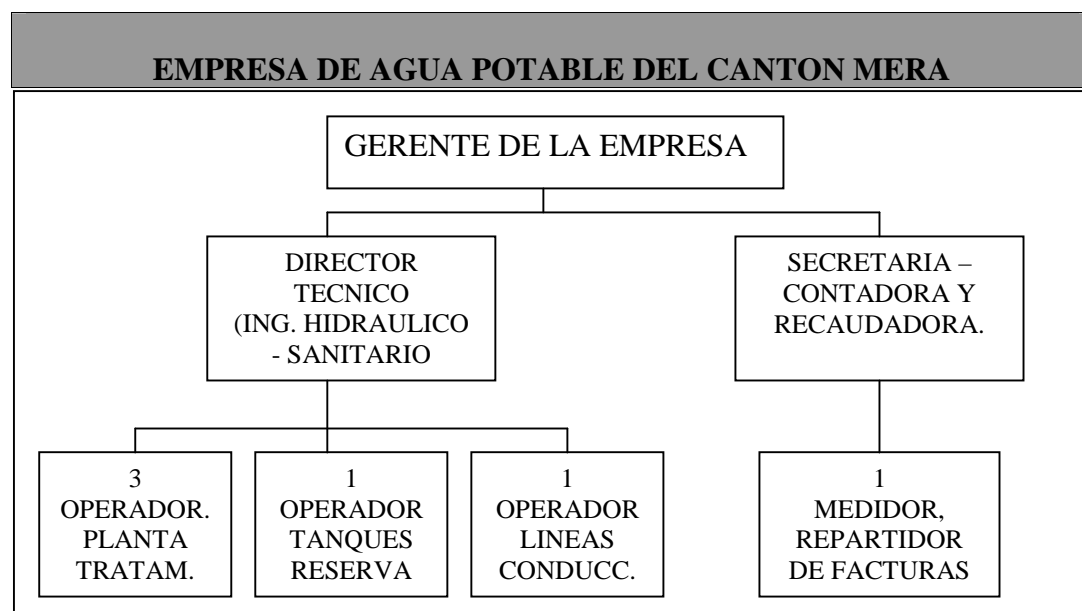 EMPRESA DE AGUA POTABLE DEL CANTON MERA
GERENTE DE LA EMPRESA
DIRECTOR
TECNICO
(ING. HIDRAULICO
- SANITARIO
SECRETARIA –
CONTADORA Y
RECAUDADORA.
3
OPERADOR.
PLANTA
TRATAM.
1
OPERADOR
TANQUES
RESERVA
1
OPERADOR
LINEAS
CONDUCC.
1
MEDIDOR,
REPARTIDOR
DE FACTURAS